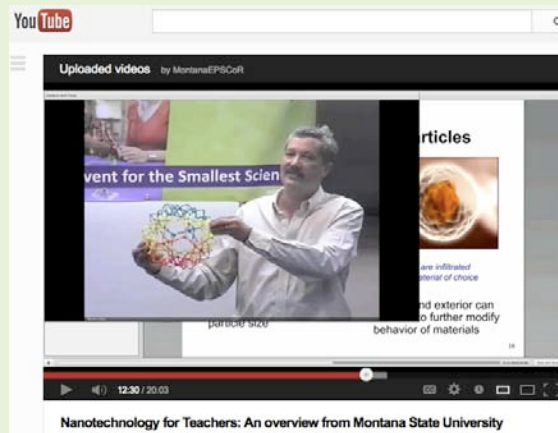 YouTube
Uploaded videos by MontanaEPSCoR
vent for the Smallest Scien
rticles
are infiltrated
aterial of choice
nd exterior can
to further modify
particle size
behavior of materials
12:30 / 20:03
Nanotechnology for Teachers: An overview from Montana State University